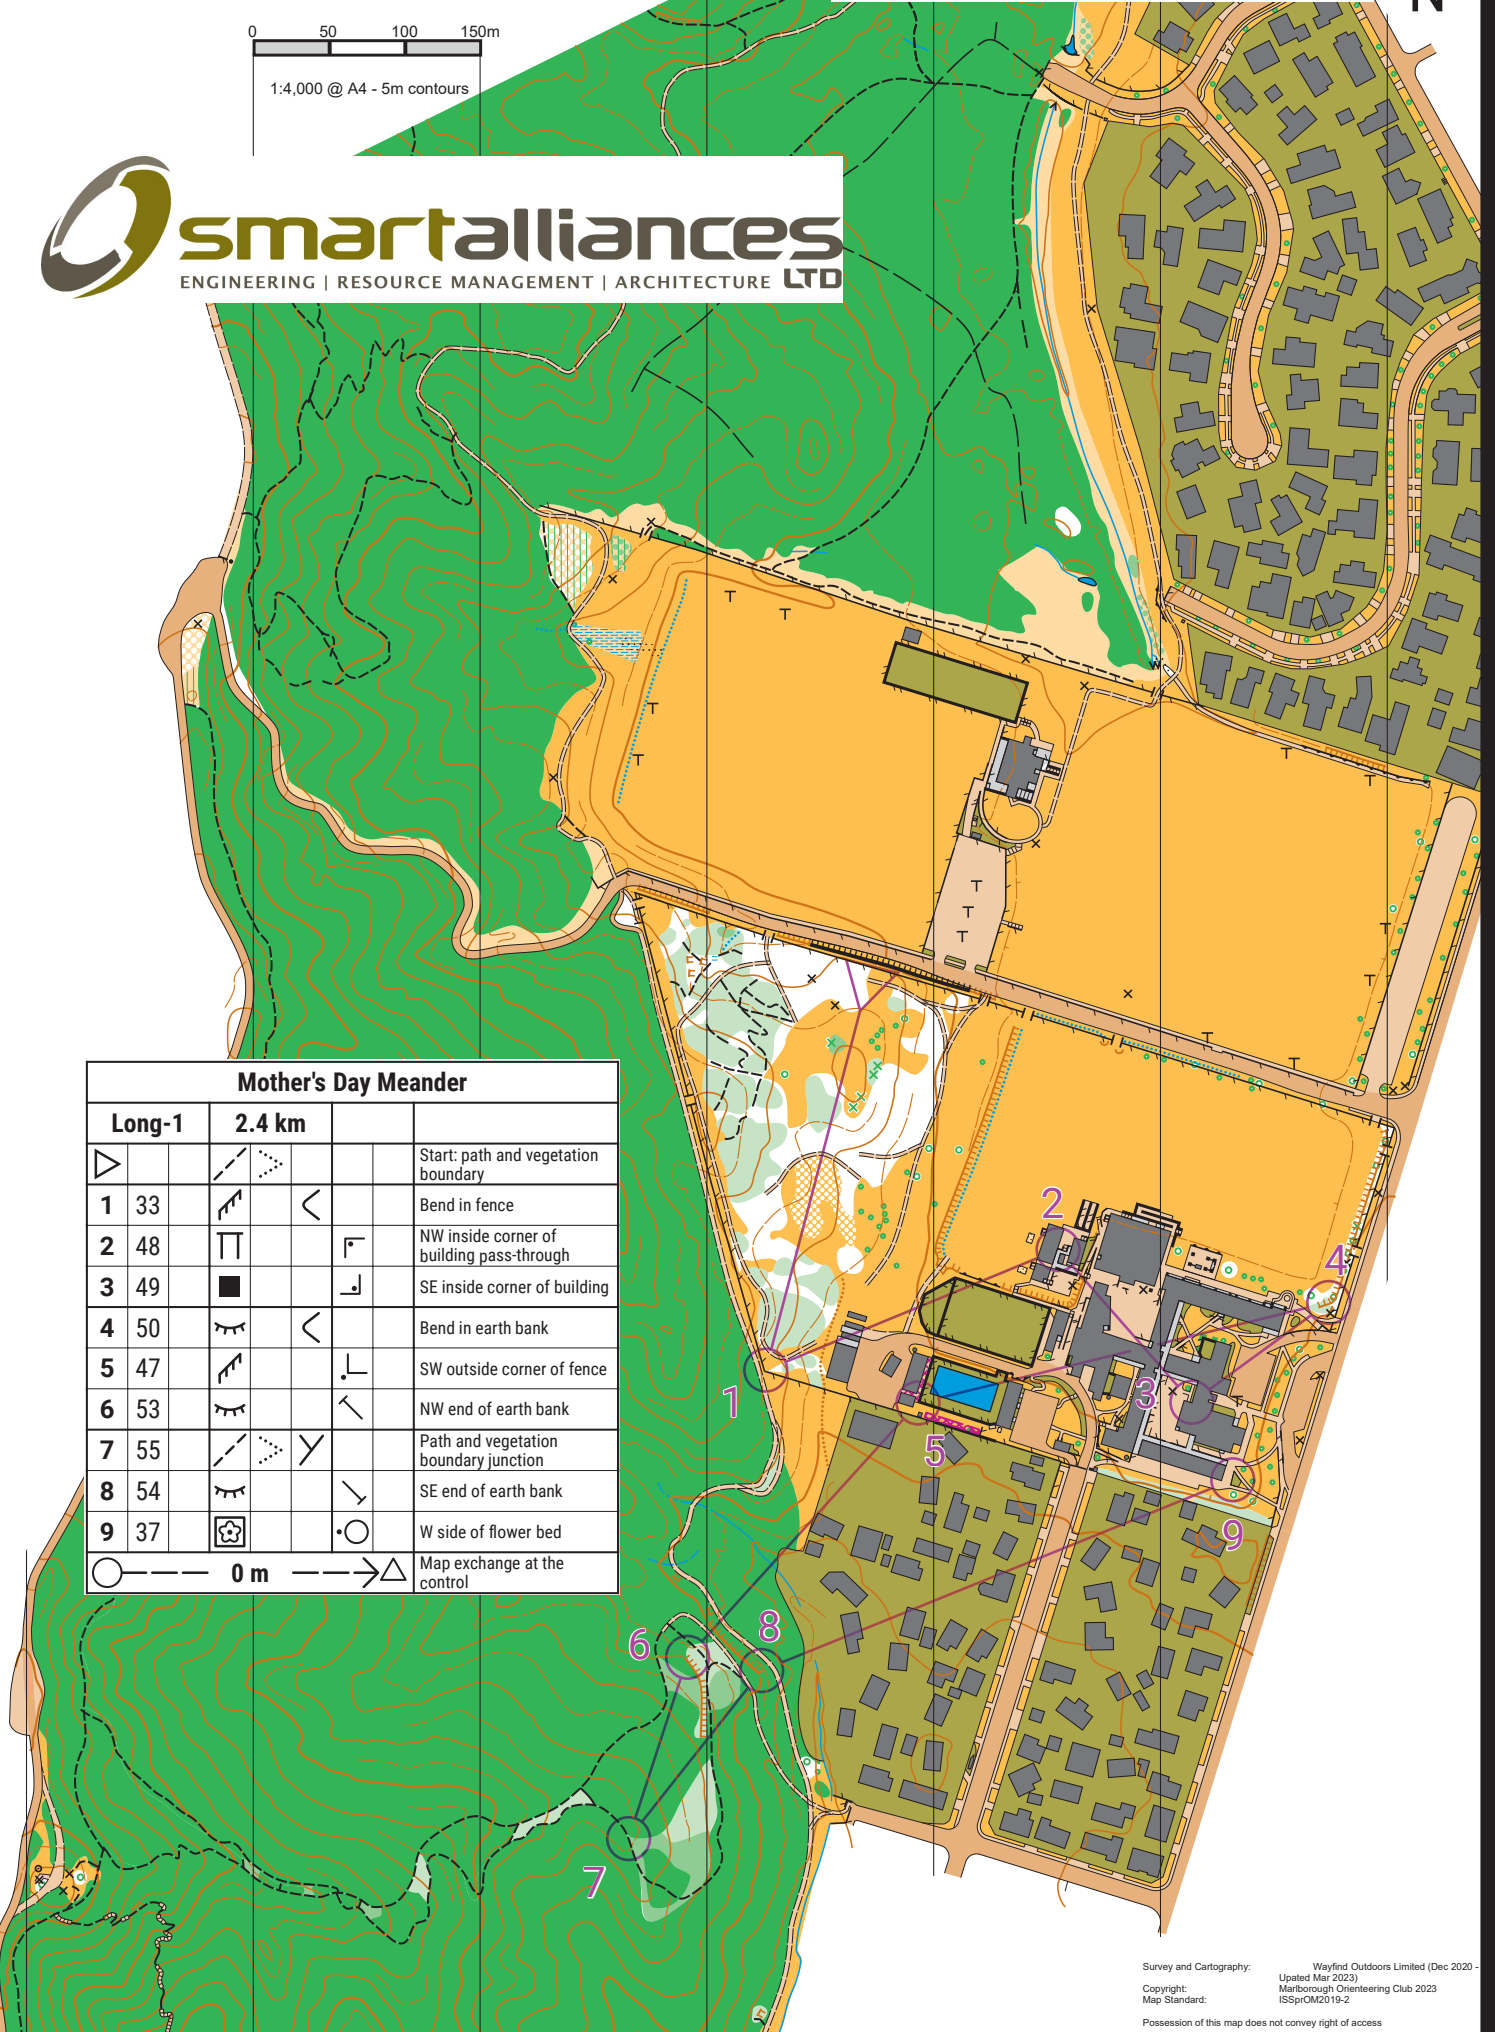 N
0 50 100 150m
1:4,000 @ A4 - 5m contours
smartalliances
ENGINEERING | RESOURCE MANAGEMENT | ARCHITECTURE LTD
Mother's Day Meander
Long-1 2.4 km
Start: path and vegetation
boundary
1 33 Bend in fence
2 48 NW inside corner of
building pass-through
3 49 SE inside corner of building
4 50 Bend in earth bank
5 47 SW outside corner of fence
6 53 NW end of earth bank
7 55 Path and vegetation
boundary junction
8 54 SE end of earth bank
9 37 W side of flower bed
0 m Map exchange at the
control
2
4
1
3
5
9
6
8
7
Survey and Cartography: Wayfind Outdoors Limited (Dec 2020 -
Upated Mar 2023)
Copyright: Marlborough Orienteering Club 2023
Map Standard: ISSprOM2019-2
Possession of this map does not convey right of access